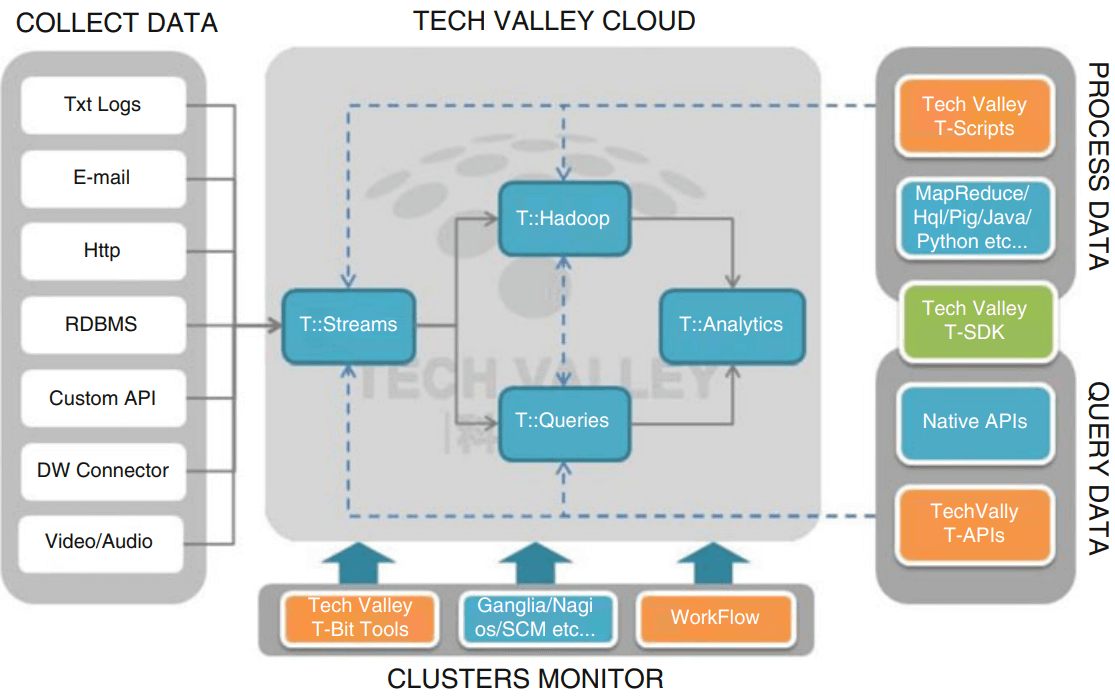 COLLECT DATA
TECH VALLEY CLOUD
Txt Logs
E-mail
Http
RDBMS
Custom API
DW Connector
Video/Audio
T::Hadoop
T::Streams
T::Analytics
TECH VALLEY
T::Queries
PROCESS DATA
Tech Valley
T-Scripts
MapReduce/
Hql/Pig/Java/
Python etc...
Tech Valley
T-SDK
QUERY DATA
Native APIs
TechVally
T-APIs
Tech Valley
T-Bit Tools
Ganglia/Nagi
os/SCM etc...
WorkFlow
CLUSTERS MONITOR